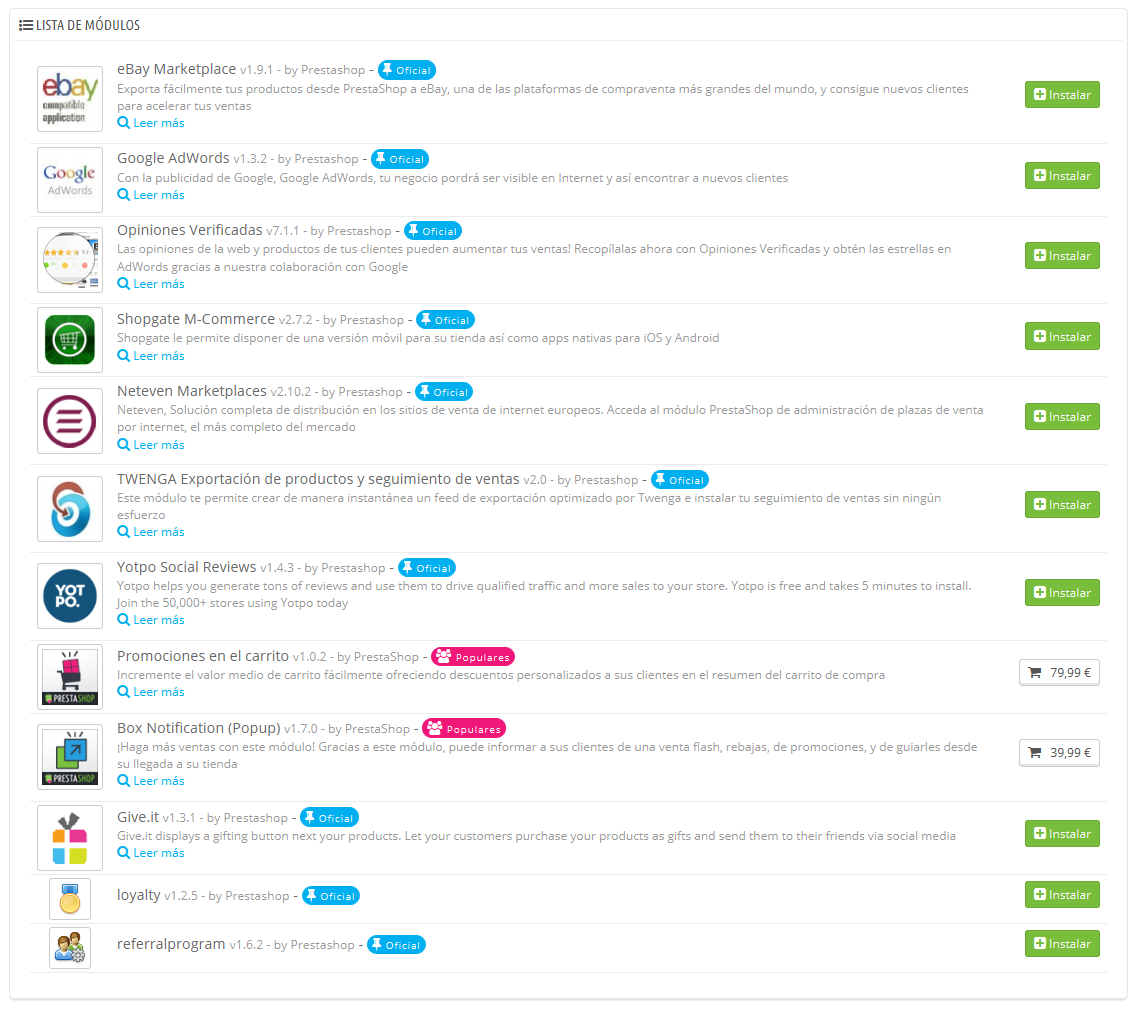 LISTA DE MÓDULOS
eBay Marketplace v1.9.1 - by Prestashop - Oficial
ebay
compatible
application
Exporta fácilmente tus productos desde PrestaShop a eBay, una de las plataformas de compraventa más grandes del mundo, y consigue nuevos clientes
para acelerar tus ventas
Leer más
Instalar
Google AdWords v1.3.2 - by Prestashop - Oficial
Google
AdWords
Con la publicidad de Google, Google AdWords, tu negocio pordrá ser visible en Internet y así encontrar a nuevos clientes
Leer más
Instalar
Opiniones Verificadas v7.1.1 - by Prestashop - Oficial
Las opiniones de la web y productos de tus clientes pueden aumentar tus ventas! Recopílalas ahora con Opiniones Verificadas y obtén las estrellas en
AdWords gracias a nuestra colaboración con Google
Leer más
Instalar
Shopgate M-Commerce v2.7.2 - by Prestashop - Oficial
Shopgate le permite disponer de una versión móvil para su tienda así como apps nativas para iOS y Android
Leer más
Instalar
Neteven Marketplaces v2.10.2 - by Prestashop - Oficial
Neteven, Solución completa de distribución en los sitios de venta de internet europeos. Acceda al módulo PrestaShop de administración de plazas de venta
por internet, el más completo del mercado
Leer más
Instalar
TWENGA Exportación de productos y seguimiento de ventas v2.0 - by Prestashop - Oficial
Este módulo te permite crear de manera instantánea un feed de exportación optimizado por Twenga e instalar tu seguimiento de ventas sin ningún
esfuerzo
Leer más
Instalar
Yotpo Social Reviews v1.4.3 - by Prestashop - Oficial
YOT
PO.
Yotpo helps you generate tons of reviews and use them to drive qualified traffic and more sales to your store. Yotpo is free and takes 5 minutes to install.
Join the 50,000+ stores using Yotpo today
Leer más
Instalar
Promociones en el carrito v1.0.2 - by PrestaShop - Populares
Incremente el valor medio de carrito fácilmente ofreciendo descuentos personalizados a sus clientes en el resumen del carrito de compra
Leer más
PRESTASHOP
79,99 €
Box Notification (Popup) v1.7.0 - by PrestaShop - Populares
¡Haga más ventas con este módulo! Gracias a este módulo, puede informar a sus clientes de una venta flash, rebajas, de promociones, y de guiarles desde
su llegada a su tienda
Leer más
PRESTASHOP
39,99 €
Give.it v1.3.1 - by Prestashop - Oficial
Give.it displays a gifting button next your products. Let your customers purchase your products as gifts and send them to their friends via social media
Leer más
Instalar
loyalty v1.2.5 - by Prestashop - Oficial
Instalar
referralprogram v1.6.2 - by Prestashop - Oficial
Instalar